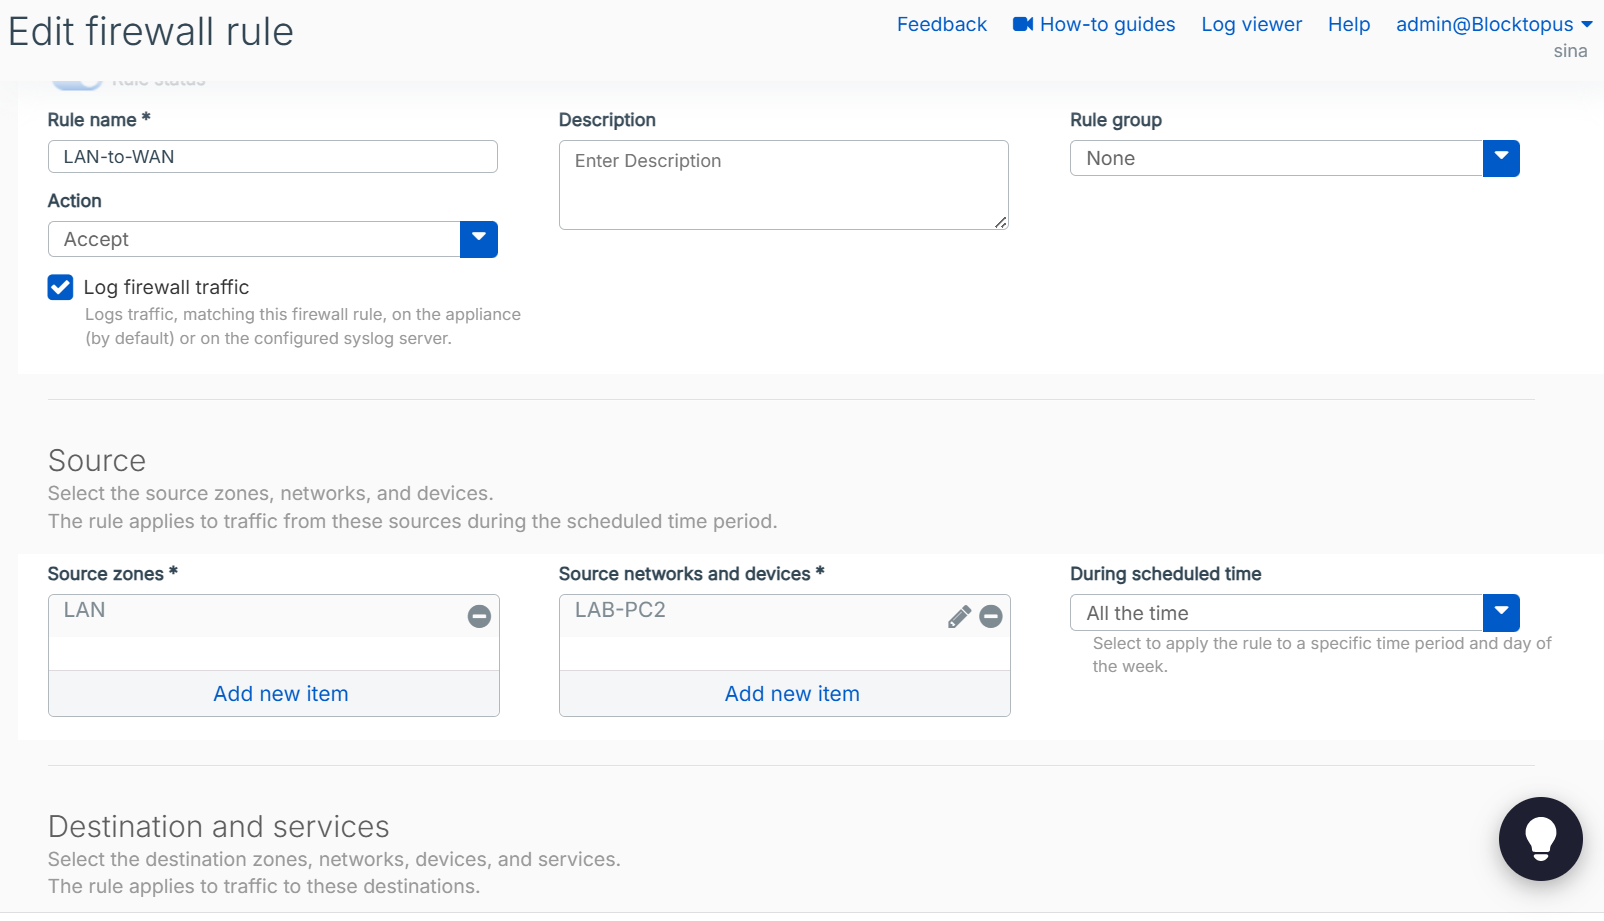 Edit firewall rule
Feedback
How-to guides
Log viewer
Help
admin@Blocktopus
sina
Rule status
Rule name *
LAN-to-WAN
Description
Enter Description
Rule group
None
Action
Accept
Log firewall traffic
Logs traffic, matching this firewall rule, on the appliance
(by default) or on the configured syslog server.
Source
Select the source zones, networks, and devices.
The rule applies to traffic from these sources during the scheduled time period.
Source zones *
LAN
Add new item
Source networks and devices *
LAB-PC2
Add new item
During scheduled time
All the time
Select to apply the rule to a specific time period and day of
the week.
Destination and services
Select the destination zones, networks, devices, and services.
The rule applies to traffic to these destinations.